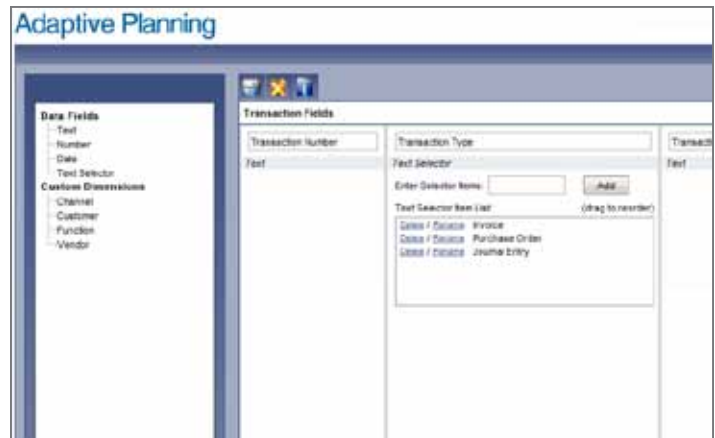 Adaptive Planning
Data Fields
Text
Number
Date
Text Selector
Custom Dimensions
Channel
Customer
Function
Vendor
Transaction Fields
Transaction Number
Text
Transaction Type
Text Selector
Enter Selector Items: Add
Text Selector Item List (drag to reorder)
Delete / Rename Invoice
Delete / Rename Purchase Order
Delete / Rename Journal Entry
Transacti
Text